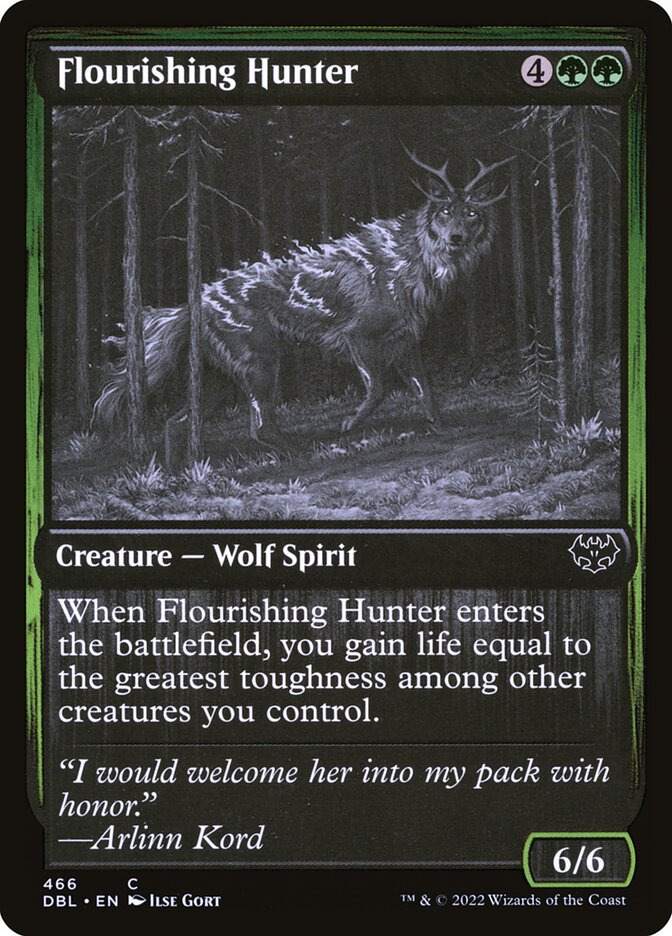 Flourishing Hunter 4
Creature — Wolf Spirit
When Flourishing Hunter enters
the battlefield, you gain life equal to
the greatest toughness among other
creatures you control.
“I would welcome her into my pack with
honor.”
—Arlinn Kord
6/6
466 C
DBL • EN Ilse Gort ™ & © 2022 Wizards of the Coast